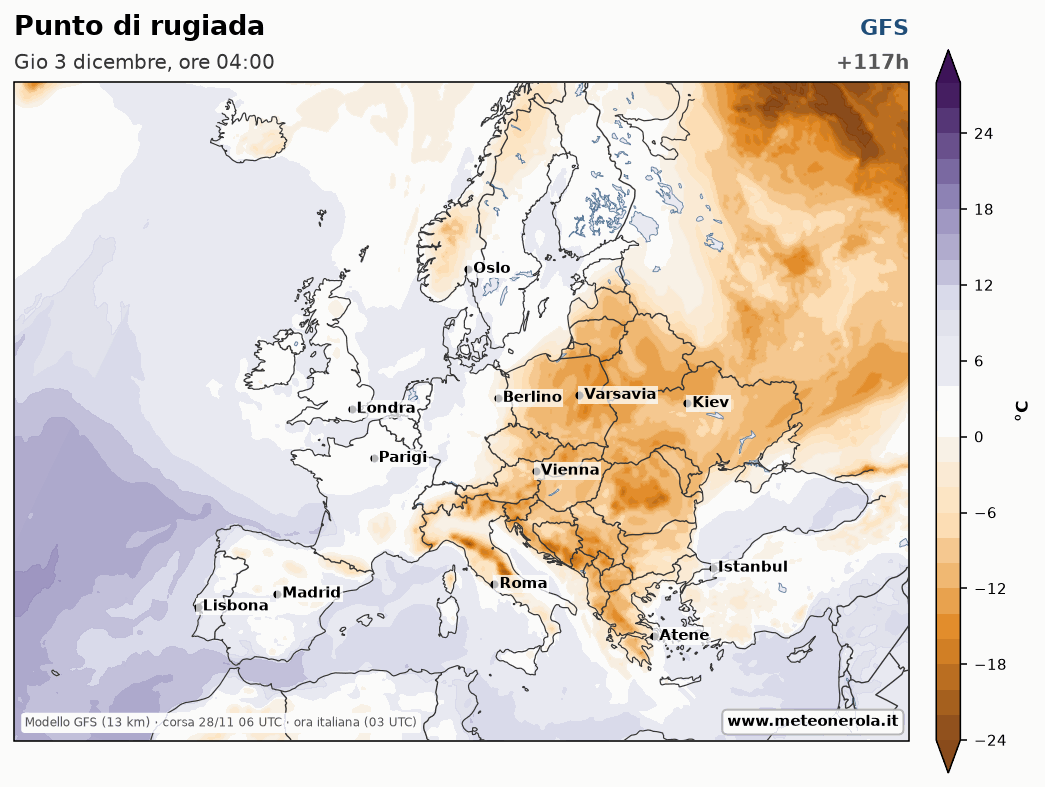 Punto di rugiada
GFS
Gio 3 dicembre, ore 04:00
+117h
Oslo
Londra
Berlino
Varsavia
Kiev
Parigi
Vienna
Madrid
Lisbona
Roma
Istanbul
Atene
Modello GFS (13 km) · corsa 28/11 06 UTC · ora italiana (03 UTC)
www.meteonerola.it
24
18
12
6
0
−6
−12
−18
−24
°C